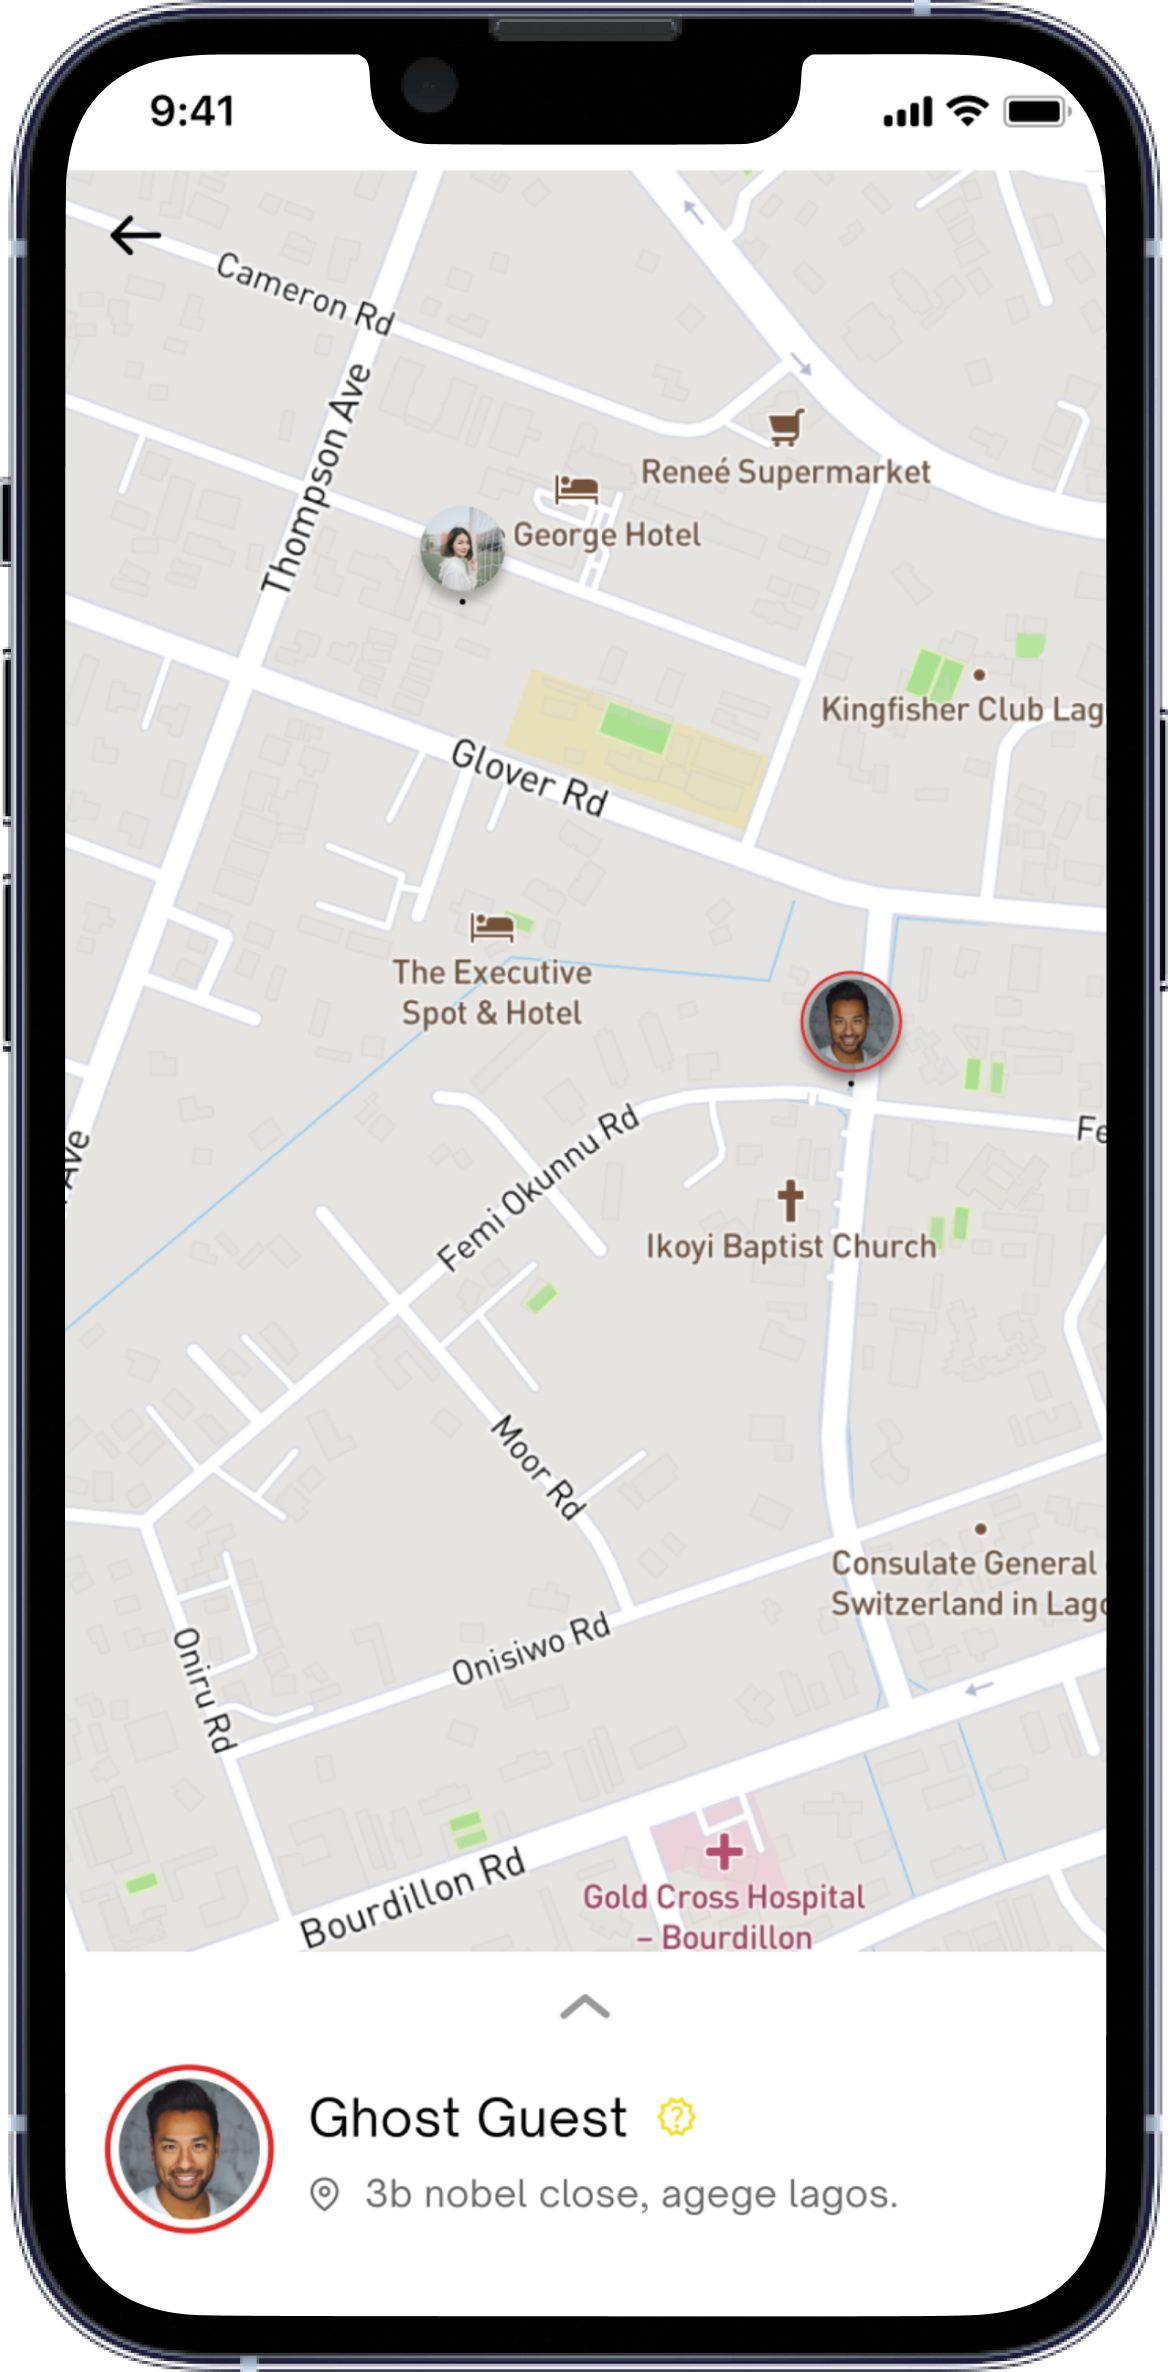 9:41
Cameron Rd
Thompson Ave
Reneé Supermarket
George Hotel
Kingfisher Club Lag
Glover Rd
The Executive
Spot & Hotel
Ave
Femi Okunnu Rd
Fe
Ikoyi Baptist Church
Moor Rd
Consulate General
Switzerland in Lago
Onisiwo Rd
Oniru Rd
Bourdillon Rd
Gold Cross Hospital
– Bourdillon
Ghost Guest
3b nobel close, agege lagos.